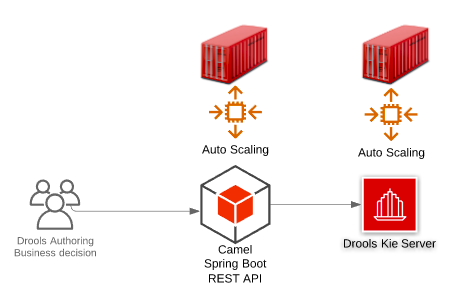 Auto Scaling
Auto Scaling
Drools Authoring
Business decision
Camel
Spring Boot
REST API
Drools Kie Server